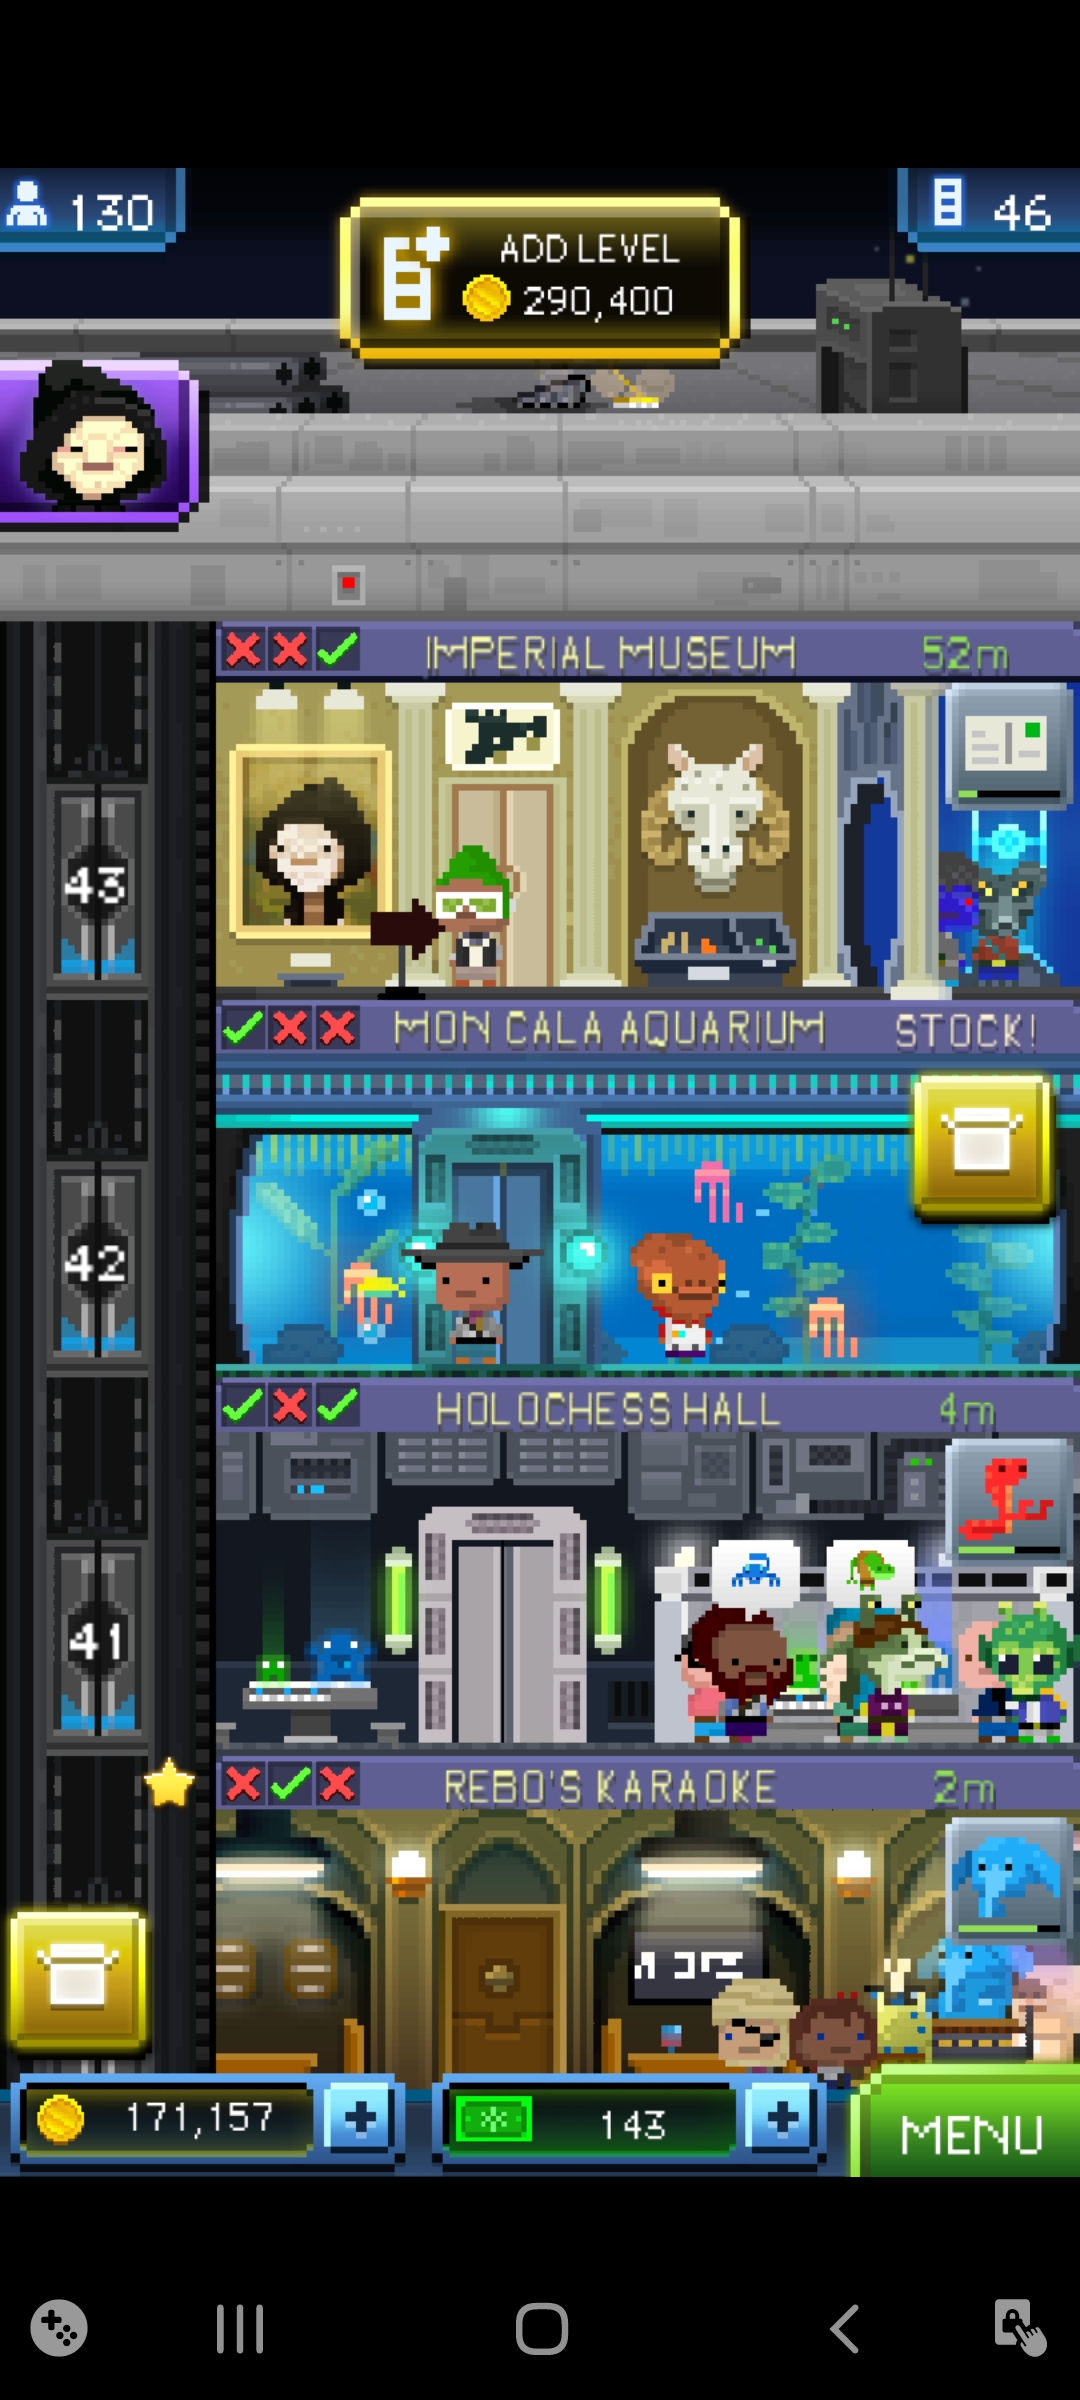 130
ADD LEVEL
290,400
46
IMPERIAL MUSEUM 52m
43
MON CALA AQUARIUM STOCK!
42
HOLOCHESS HALL 4m
41
REBO'S KARAOKE 2m
171,157
143
MENU